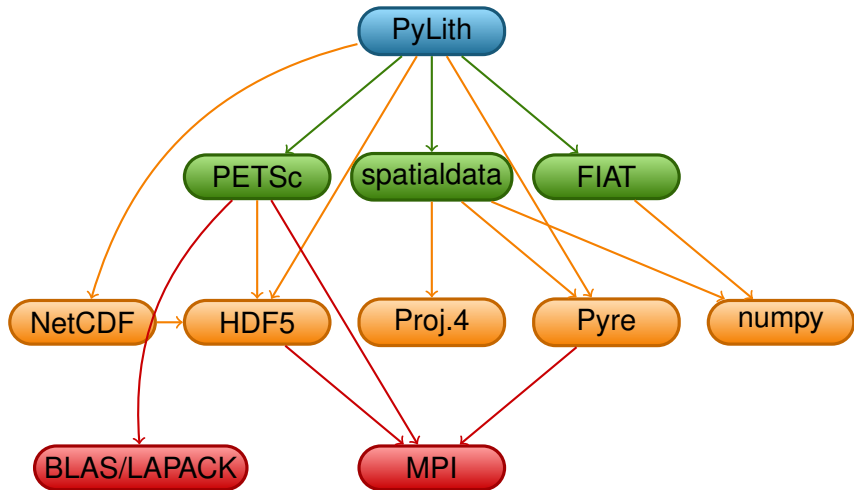 PyLith
PETSc
spatialdata
FIAT
NetCDF
HDF5
Proj.4
Pyre
numpy
BLAS/LAPACK
MPI